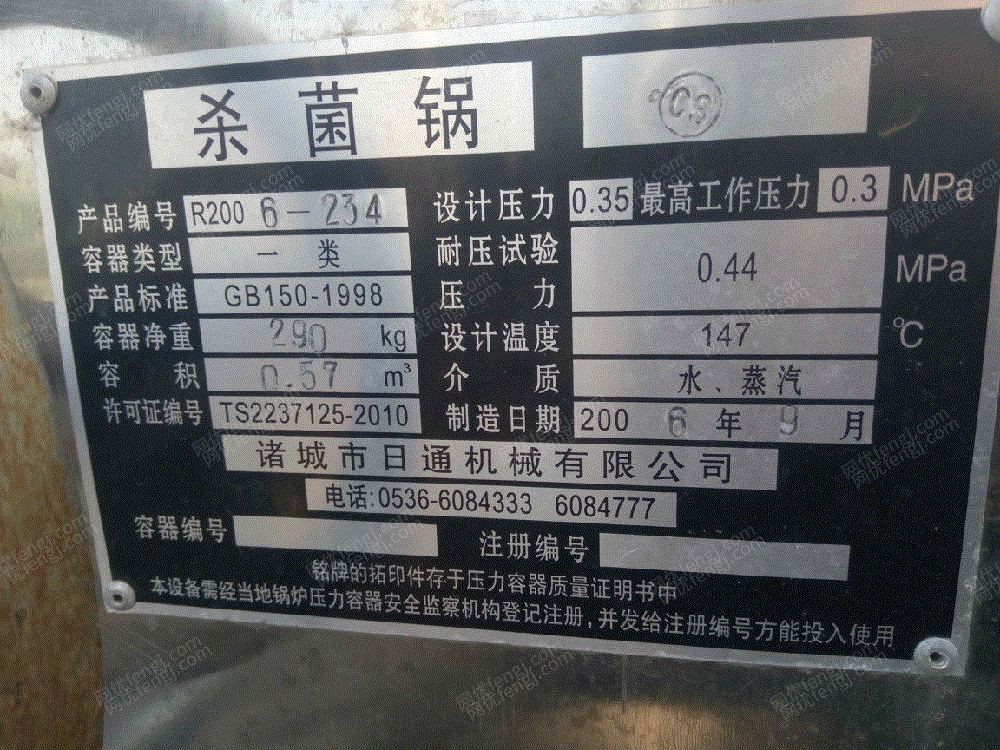 杀菌锅
产品编号 R2006-234 设计压力 0.35 最高工作压力 0.3 MPa
容器类型 一类 耐压试验压力 0.44 MPa
产品标准 GB150-1998
容器净重 290 kg 设计温度 147 ℃
容积 0.57 m³ 介质 水、蒸汽
许可证编号 TS2237125-2010 制造日期 2006年9月
诸城市日通机械有限公司
电话:0536-6084333 6084777
容器编号 注册编号
铭牌的拓印件存于压力容器质量证明书中
本设备需经当地锅炉压力容器安全监察机构登记注册,并发给注册编号方能投入使用